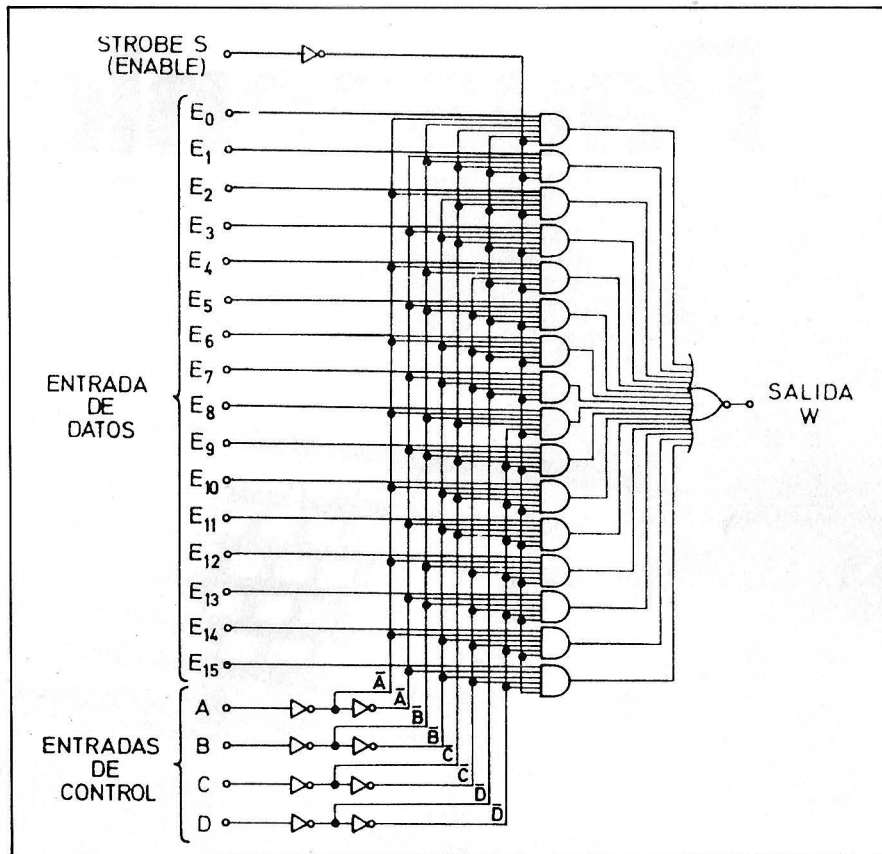 STROBE S
(ENABLE)
E0
E1
E2
E3
E4
E5
E6
E7
E8
E9
E10
E11
E12
E13
E14
E15
ENTRADA
DE
DATOS
SALIDA
W
ENTRADAS
DE
CONTROL
A
B
C
D
A̅
A̅
B̅
B̅
C̅
C̅
D̅
D̅